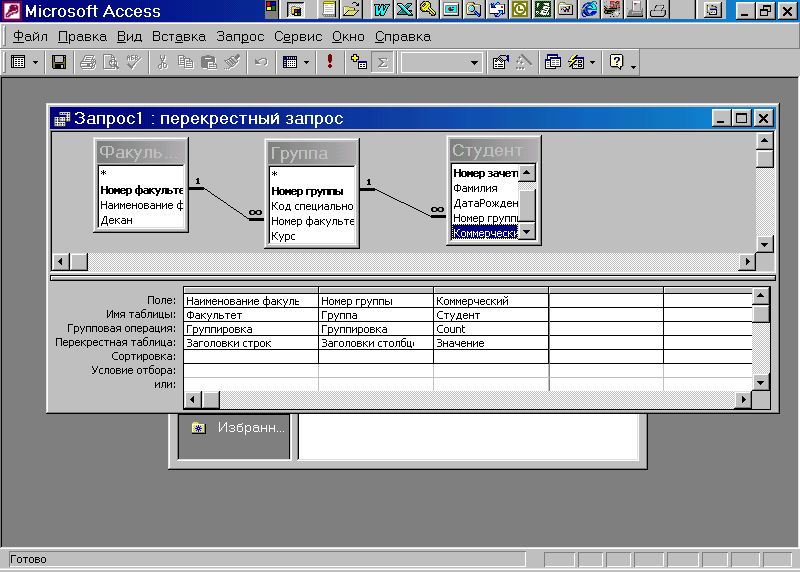 Microsoft Access
Файл Правка Вид Вставка Запрос Сервис Окно Справка
Запрос1 : перекрестный запрос
Факуль...
*
Номер факульте
Наименование ф
Декан
1
∞
Группа
*
Номер группы
Код специально
Номер факульте
Курс
1
∞
Студент
Номер зачетн
Фамилия
ДатаРожден
Номер группы
Коммерчески
Поле: Наименование факуль Номер группы Коммерческий
Имя таблицы: Факультет Группа Студент
Групповая операция: Группировка Группировка Count
Перекрестная таблица: Заголовки строк Заголовки столбц Значение
Сортировка:
Условие отбора:
или:
Избранн...
Готово